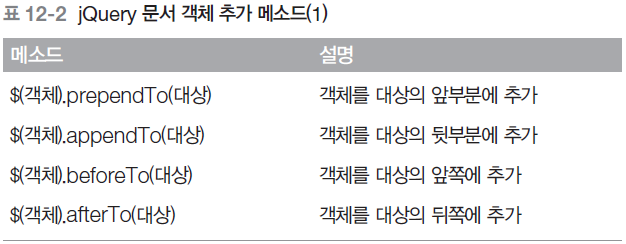 표 12-2 jQuery 문서 객체 추가 메소드(1)
메소드 설명
$(객체).prependTo(대상) 객체를 대상의 앞부분에 추가
$(객체).appendTo(대상) 객체를 대상의 뒷부분에 추가
$(객체).beforeTo(대상) 객체를 대상의 앞쪽에 추가
$(객체).afterTo(대상) 객체를 대상의 뒤쪽에 추가